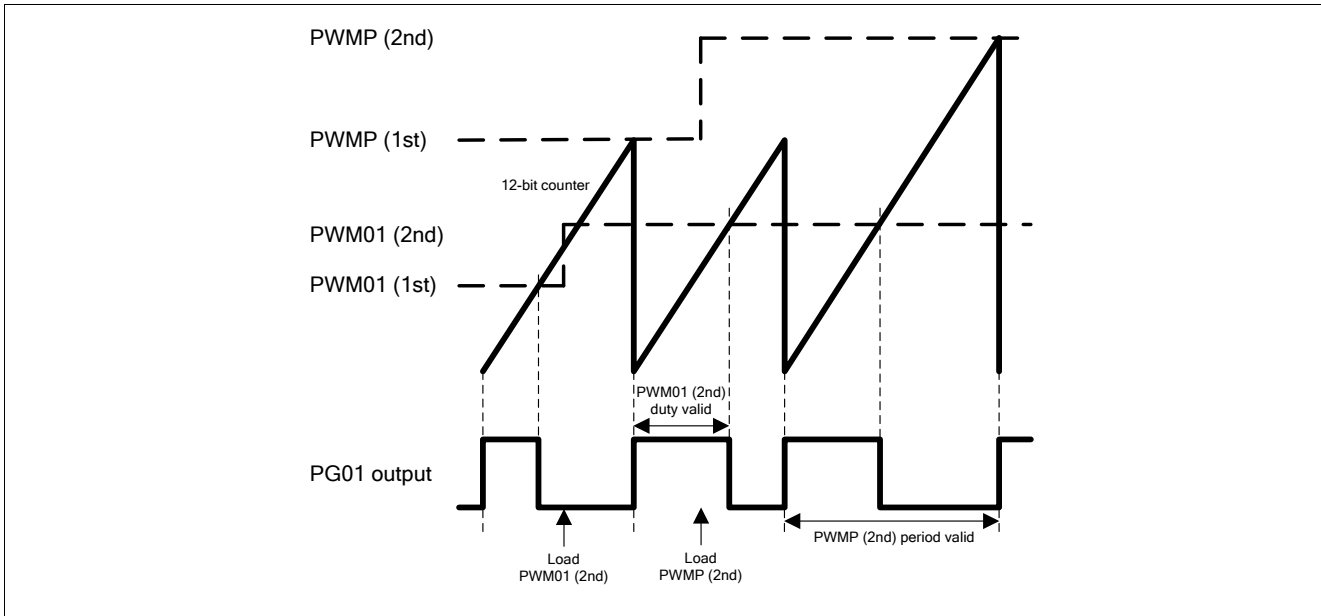 PWMP (2nd)
PWMP (1st)
12-bit counter
PWM01 (2nd)
PWM01 (1st)
PWM01 (2nd)
duty valid
PG01 output
PWMP (2nd) period valid
Load
PWM01 (2nd)
Load
PWMP (2nd)